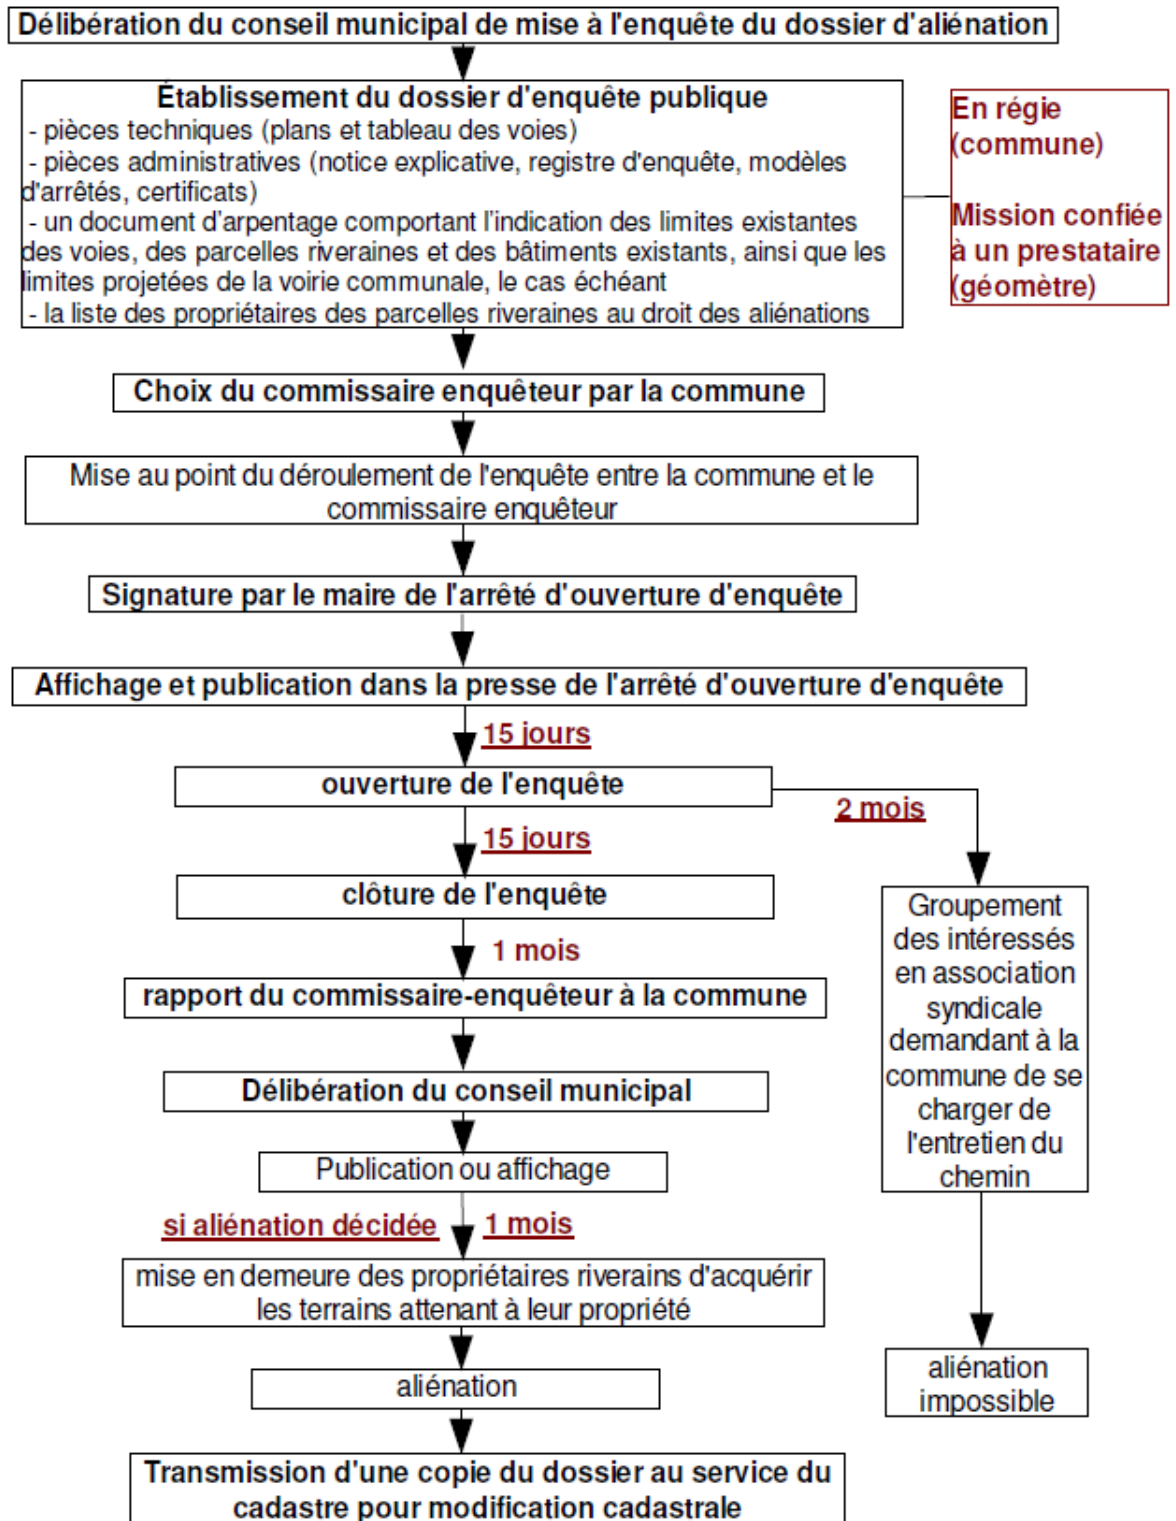 Délibération du conseil municipal de mise à l'enquête du dossier d'aliénation
Établissement du dossier d'enquête publique
- pièces techniques (plans et tableau des voies)
- pièces administratives (notice explicative, registre d'enquête, modèles
d'arrêtés, certificats)
- un document d'arpentage comportant l'indication des limites existantes
des voies, des parcelles riveraines et des bâtiments existants, ainsi que les
limites projetées de la voirie communale, le cas échéant
- la liste des propriétaires des parcelles riveraines au droit des aliénations
En régie
(commune)
Mission confiée
à un prestataire
(géomètre)
Choix du commissaire enquêteur par la commune
Mise au point du déroulement de l'enquête entre la commune et le
commissaire enquêteur
Signature par le maire de l'arrêté d'ouverture d'enquête
Affichage et publication dans la presse de l'arrêté d'ouverture d'enquête
15 jours
ouverture de l'enquête
2 mois
15 jours
clôture de l'enquête
1 mois
rapport du commissaire-enquêteur à la commune
Délibération du conseil municipal
Publication ou affichage
si aliénation décidée
1 mois
mise en demeure des propriétaires riverains d'acquérir
les terrains attenant à leur propriété
aliénation
Transmission d'une copie du dossier au service du
cadastre pour modification cadastrale
Groupement
des intéressés
en association
syndicale
demandant à la
commune de se
charger de
l'entretien du
chemin
aliénation
impossible